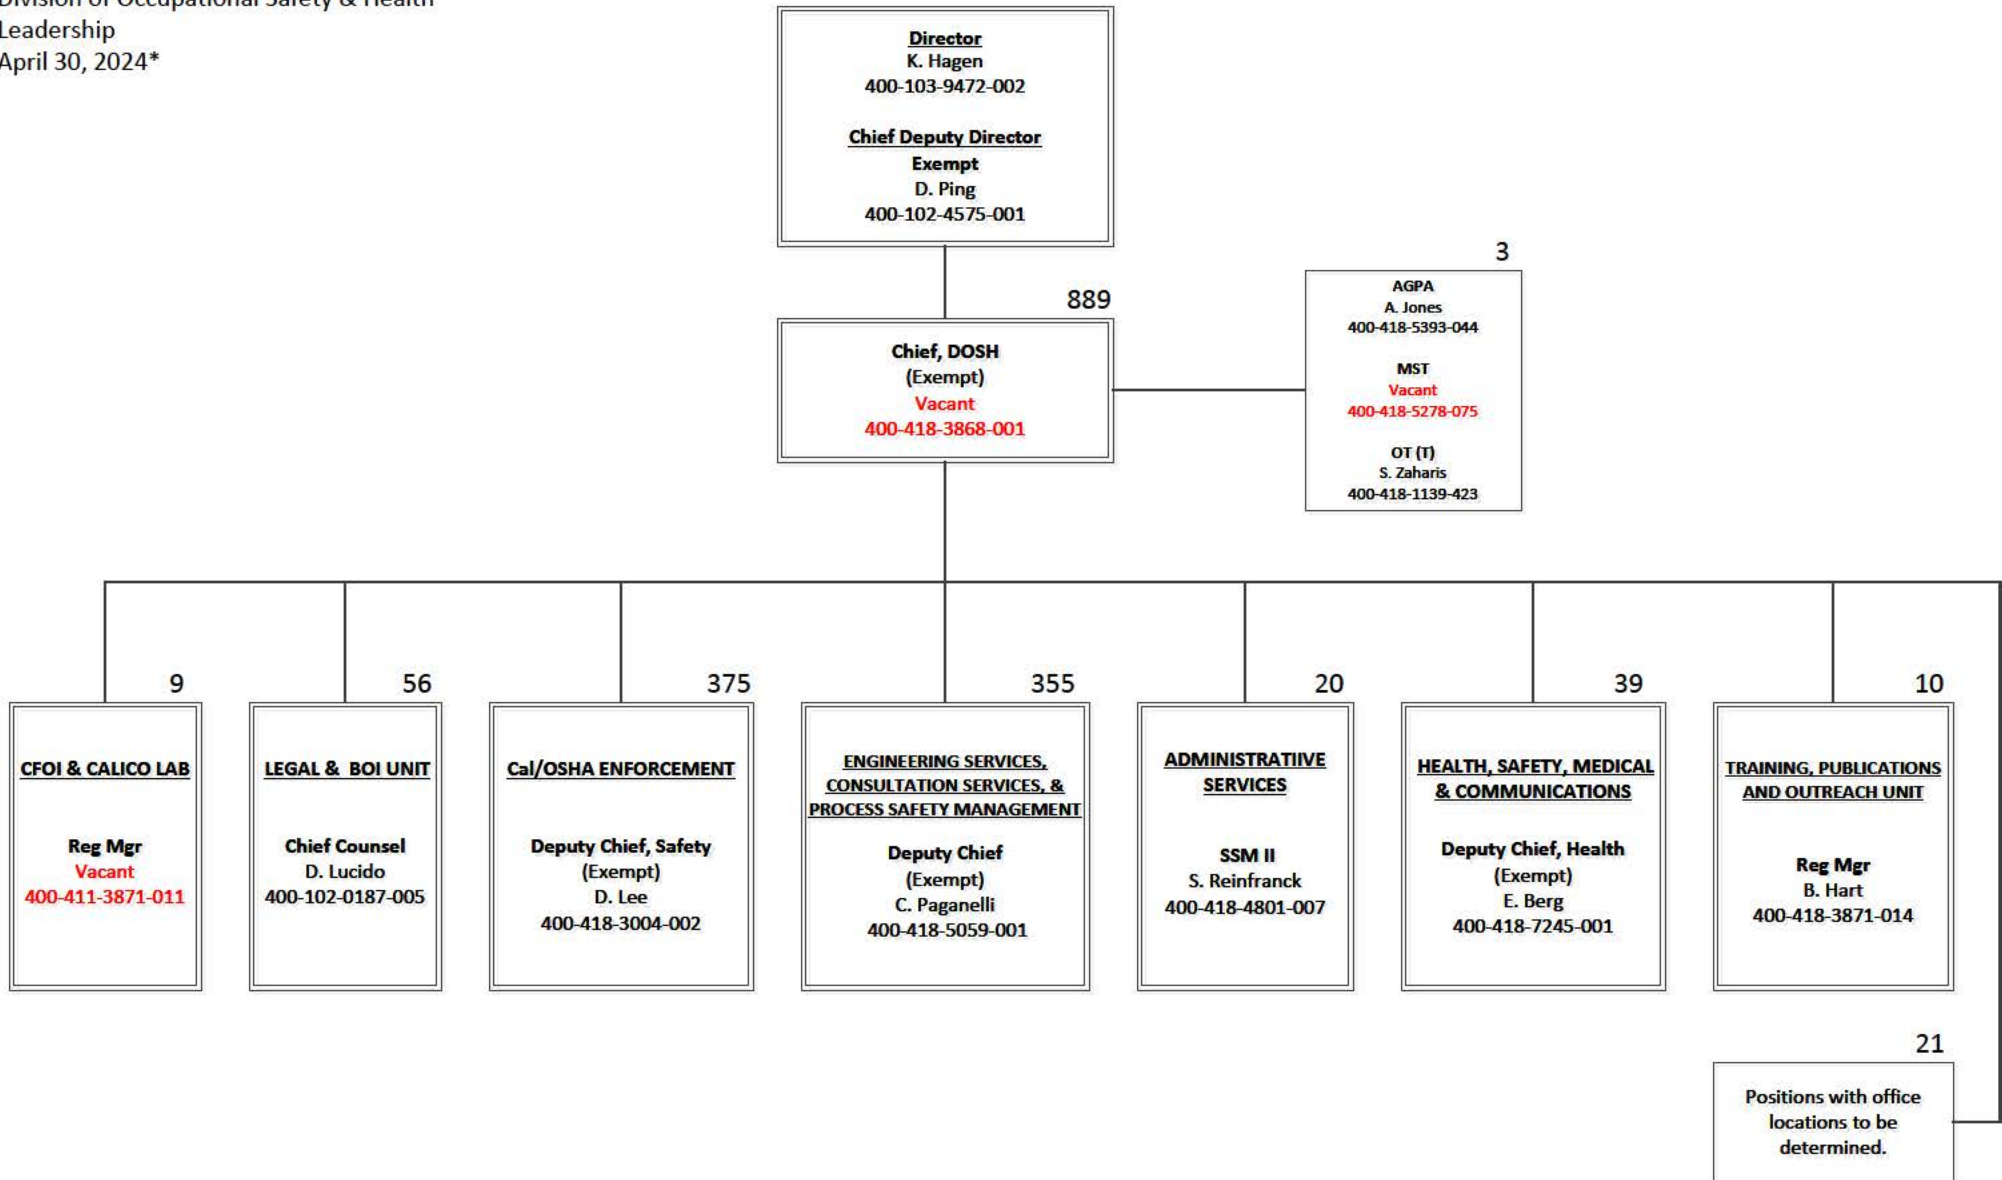 Division of Occupational Safety & Health
Leadership
April 30, 2024*
Director
K. Hagen
400-103-9472-002
Chief Deputy Director
Exempt
D. Ping
400-102-4575-001
889
Chief, DOSH
(Exempt)
Vacant
400-418-3868-001
3
AGPA
A. Jones
400-418-5393-044
MST
Vacant
400-418-5278-075
OT (T)
S. Zaharis
400-418-1139-423
9
CFOI & CALICO LAB
Reg Mgr
Vacant
400-411-3871-011
56
LEGAL & BOI UNIT
Chief Counsel
D. Lucido
400-102-0187-005
375
Cal/OSHA ENFORCEMENT
Deputy Chief, Safety
(Exempt)
D. Lee
400-418-3004-002
355
ENGINEERING SERVICES,
CONSULTATION SERVICES, &
PROCESS SAFETY MANAGEMENT
Deputy Chief
(Exempt)
C. Paganelli
400-418-5059-001
20
ADMINISTRATIIVE
SERVICES
SSM II
S. Reinfranck
400-418-4801-007
39
HEALTH, SAFETY, MEDICAL
& COMMUNICATIONS
Deputy Chief, Health
(Exempt)
E. Berg
400-418-7245-001
10
TRAINING, PUBLICATIONS
AND OUTREACH UNIT
Reg Mgr
B. Hart
400-418-3871-014
21
Positions with office
locations to be
determined.